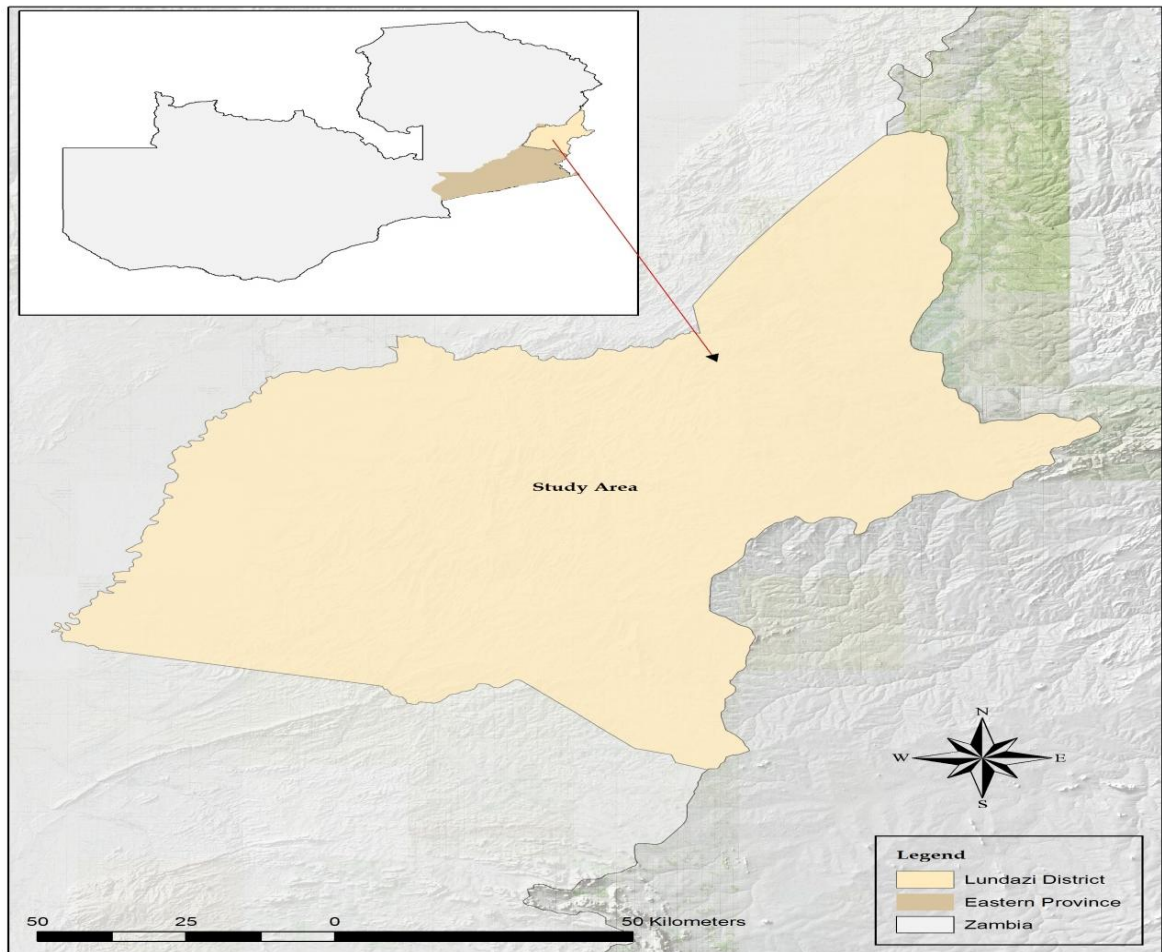 Study Area
N
W E
S
Legend
Lundazi District
Eastern Province
Zambia
50 25 0 50 Kilometers